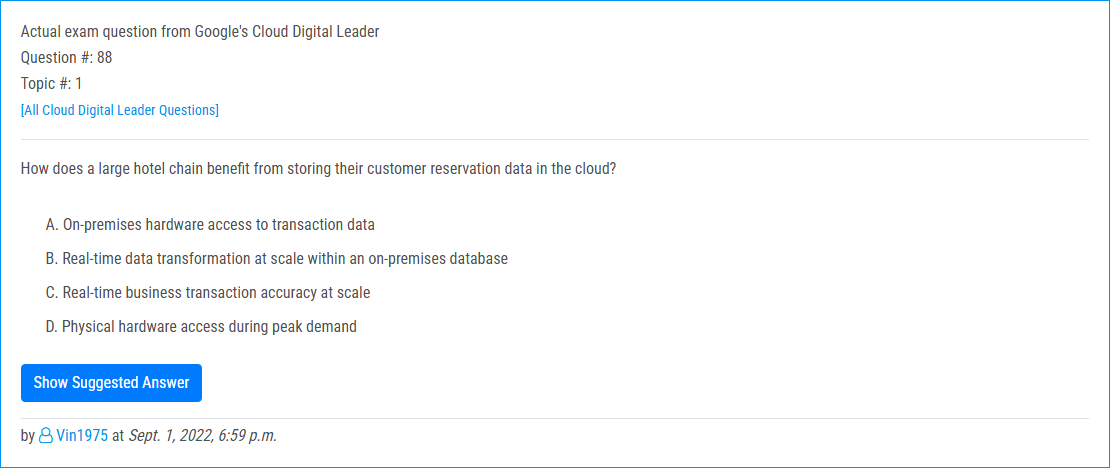 Actual exam question from Google's Cloud Digital Leader
Question #: 88
Topic #: 1
[All Cloud Digital Leader Questions]
How does a large hotel chain benefit from storing their customer reservation data in the cloud?
A. On-premises hardware access to transaction data
B. Real-time data transformation at scale within an on-premises database
C. Real-time business transaction accuracy at scale
D. Physical hardware access during peak demand
Show Suggested Answer
by Vin1975 at Sept. 1, 2022, 6:59 p.m.